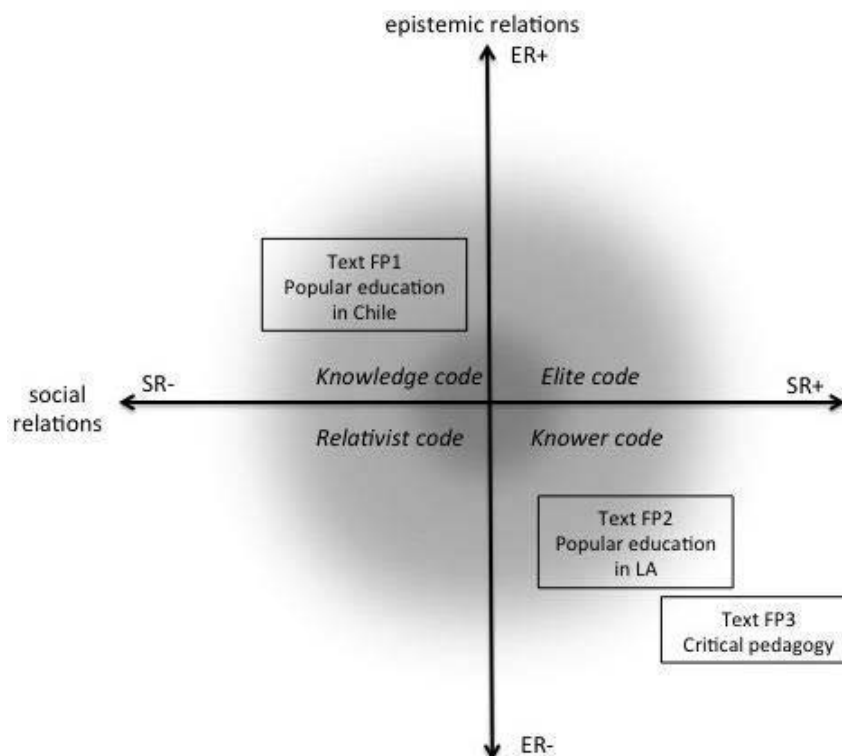 epistemic relations
ER+
Text FP1
Popular education
in Chile
Knowledge code
Elite code
social
relations
SR-
SR+
Relativist code
Knower code
Text FP2
Popular education
in LA
Text FP3
Critical pedagogy
ER-